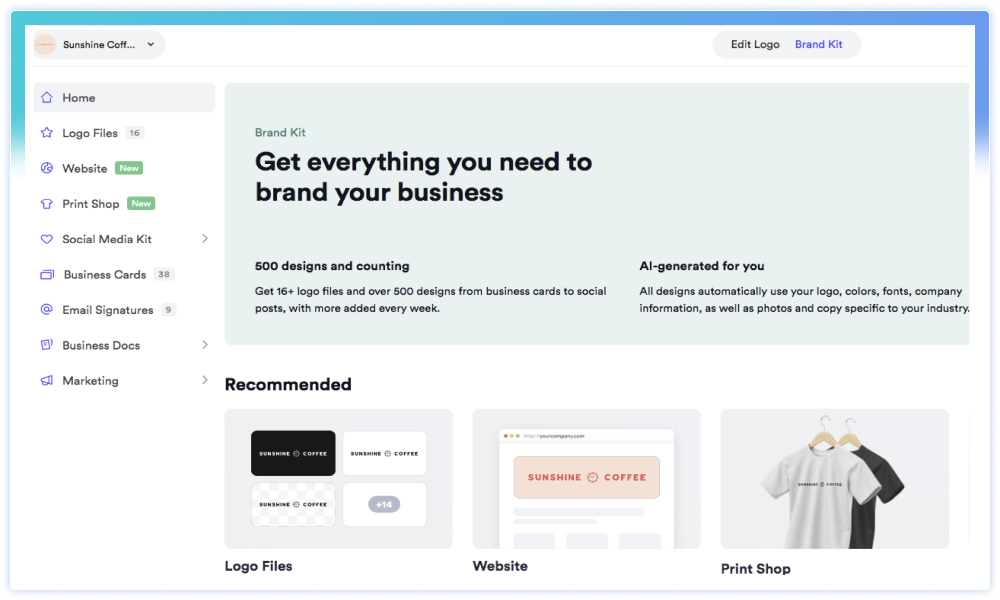 Sunshine Coff...
Edit Logo
Brand Kit
Home
Logo Files 16
Website New
Print Shop New
Social Media Kit
Business Cards 38
Email Signatures 9
Business Docs
Marketing
Brand Kit
Get everything you need to
brand your business
500 designs and counting
Get 16+ logo files and over 500 designs from business cards to social
posts, with more added every week.
AI-generated for you
All designs automatically use your logo, colors, fonts, company
information, as well as photos and copy specific to your industry.
Recommended
SUNSHINE COFFEE
SUNSHINE COFFEE
SUNSHINE COFFEE
+14
Logo Files
http://yourcompany.com
SUNSHINE COFFEE
Website
SUNSHINE COFFEE
Print Shop